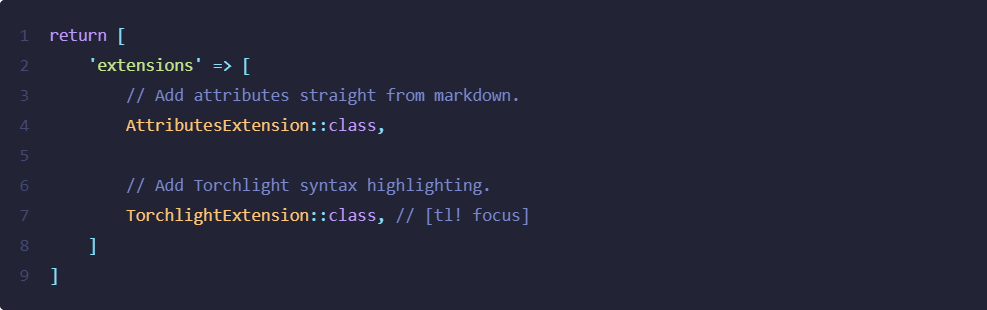 1 return [
2     'extensions' => [
3         // Add attributes straight from markdown.
4         AttributesExtension::class,
5
6         // Add Torchlight syntax highlighting.
7         TorchlightExtension::class, // [tl! focus]
8     ]
9 ]